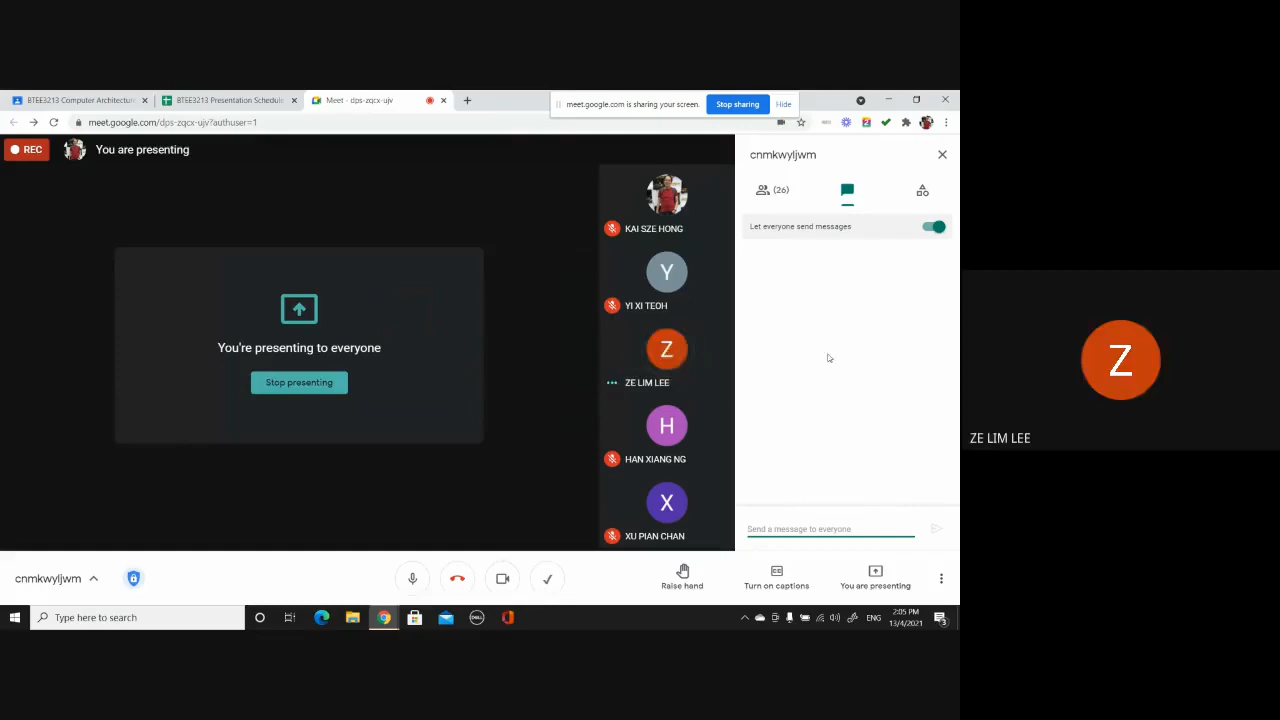 BTEE3213 Computer Architecture
BTEE3213 Presentation Schedule
Meet - dps-zqcx-ujv
meet.google.com is sharing your screen.
Stop sharing
Hide
meet.google.com/dps-zqcx-ujv?authuser=1
REC
You are presenting
You're presenting to everyone
Stop presenting
KAI SZE HONG
Y
YI XI TEOH
Z
ZE LIM LEE
H
HAN XIANG NG
X
XU PIAN CHAN
cnmkwyljwm
(26)
Let everyone send messages
Send a message to everyone
Z
ZE LIM LEE
cnmkwyljwm
Raise hand
Turn on captions
You are presenting
Type here to search
DELL
ENG
2:05 PM
13/4/2021
3